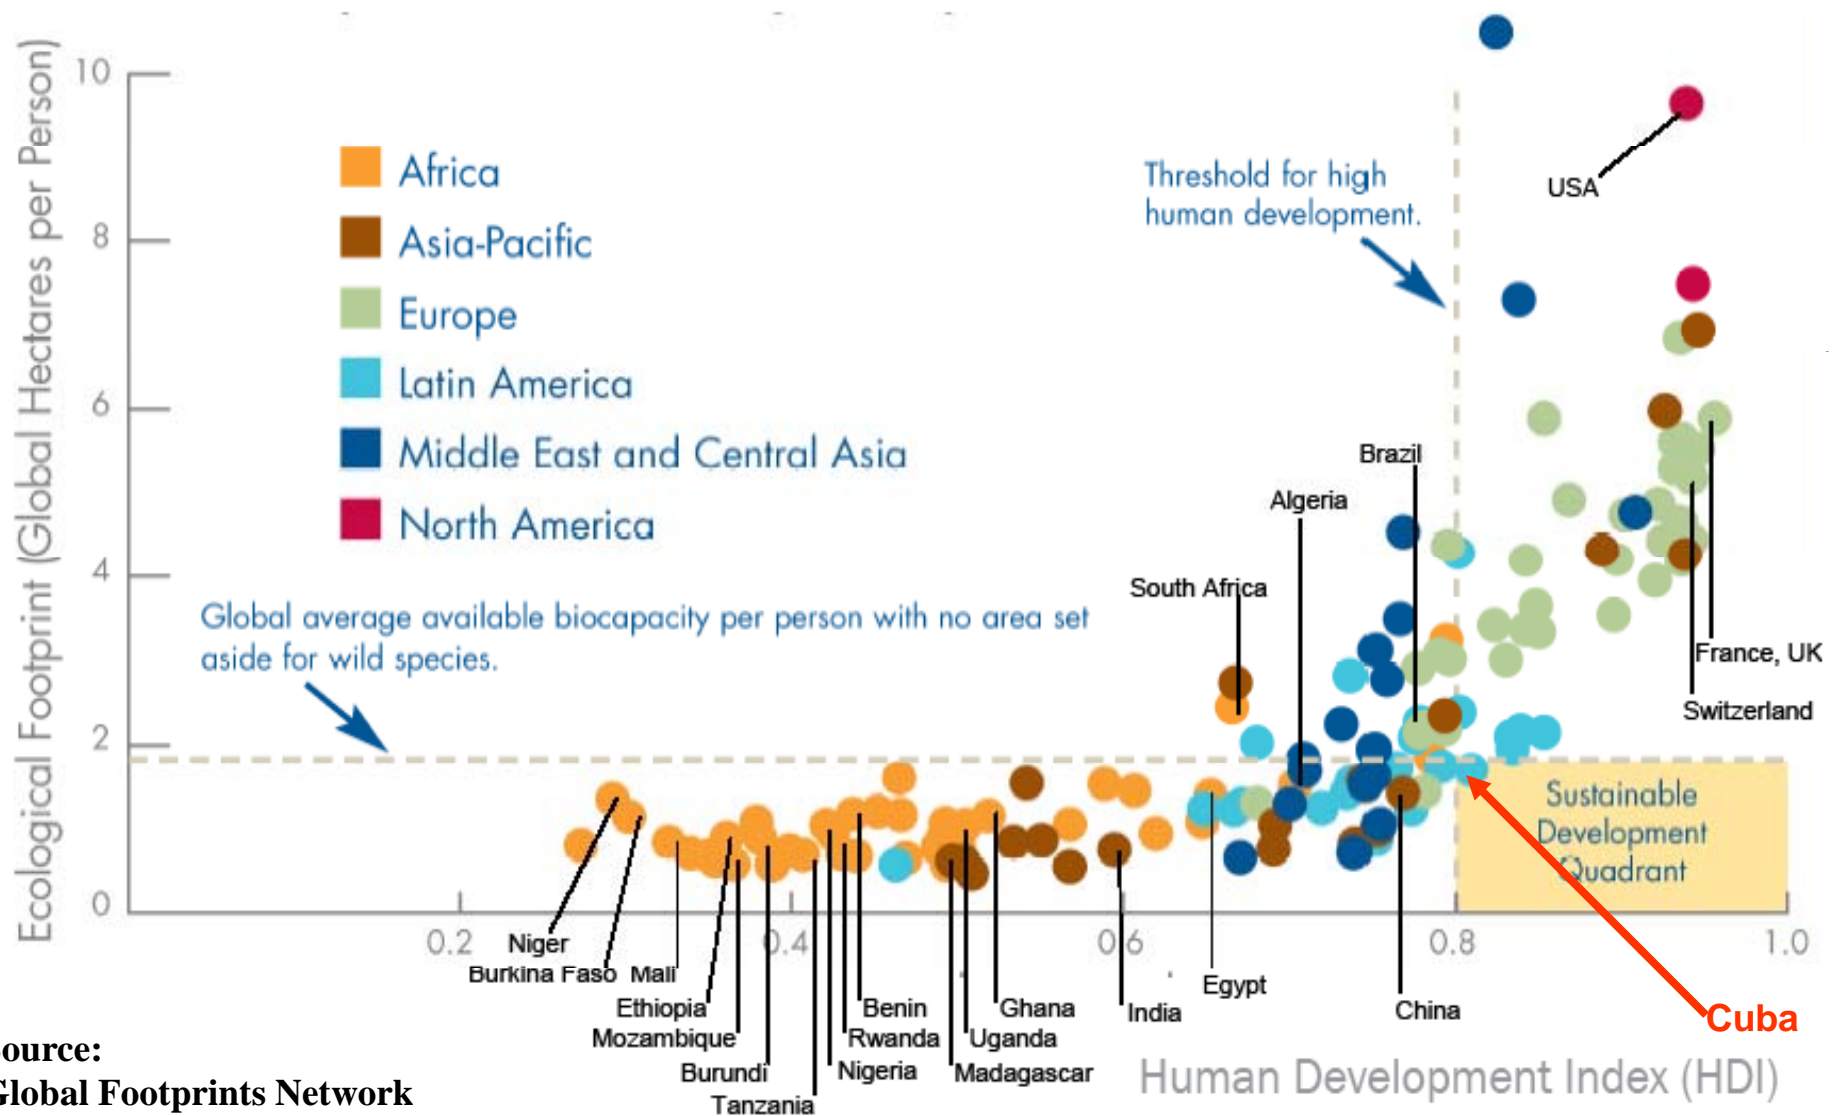 Ecological Footprint (Global Hectares per Person)
10
8
6
4
2
0
Africa
Asia-Pacific
Europe
Latin America
Middle East and Central Asia
North America
Threshold for high
human development.
USA
Brazil
Algeria
South Africa
Global average available biocapacity per person with no area set
aside for wild species.
France, UK
Switzerland
Sustainable
Development
Quadrant
0.2
0.4
0.6
0.8
1.0
Niger
Burkina Faso
Mali
Ethiopia
Mozambique
Burundi
Tanzania
Benin
Rwanda
Nigeria
Ghana
Uganda
Madagascar
India
Egypt
China
Cuba
Human Development Index (HDI)
ource:
Global Footprints Network